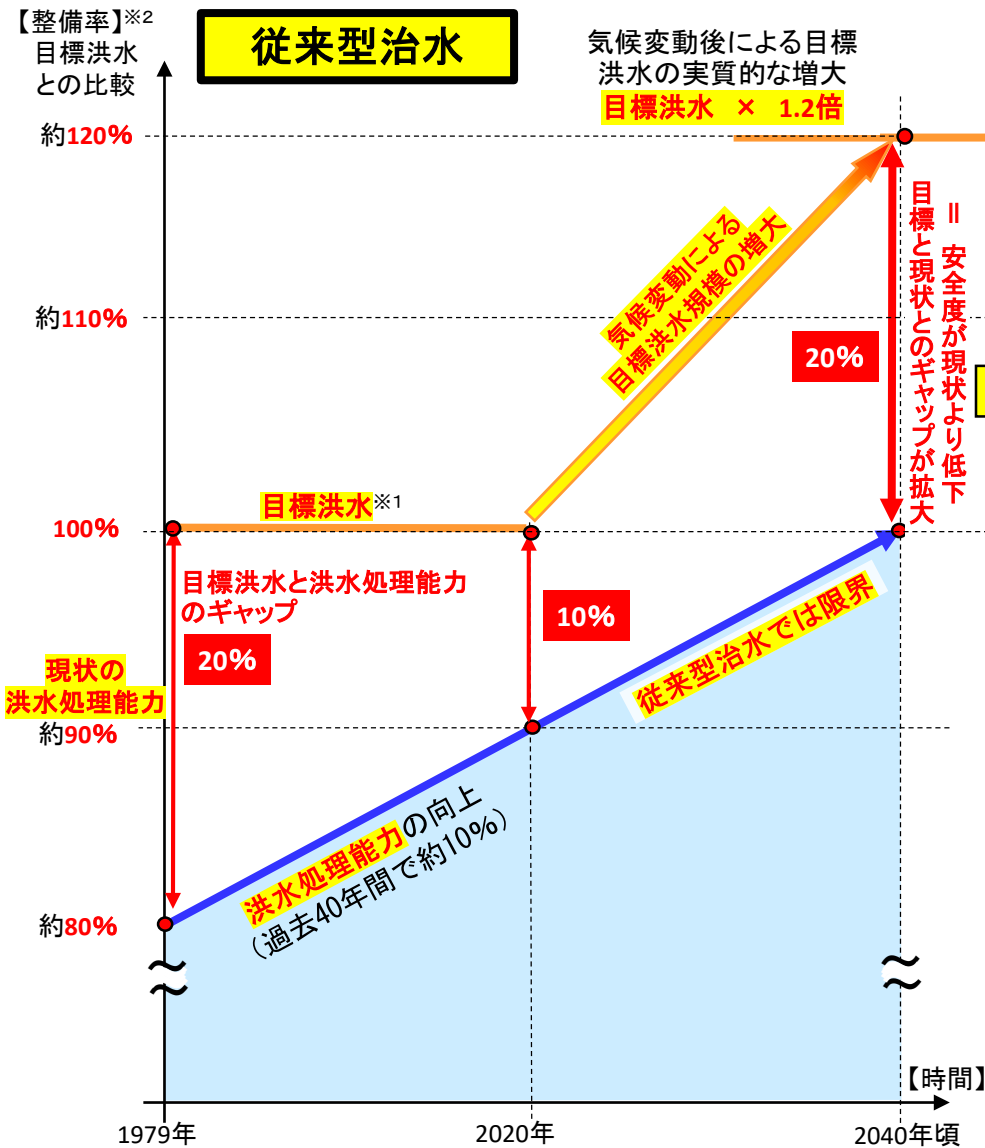 【整備率】※2
目標洪水
との比較
従来型治水
気候変動後による目標
洪水の実質的な増大
目標洪水 × 1.2倍
約120%
約110%
100%
約90%
約80%
気候変動による
目標洪水規模の増大
20%
目標と現状とのギャップが拡大
＝ 安全度が現状より低下
目標洪水※1
目標洪水と洪水処理能力
のギャップ
20%
10%
現状の
洪水処理能力
従来型治水では限界
洪水処理能力の向上
（過去40年間で約10%）
【時間】
1979年
2020年
2040年頃